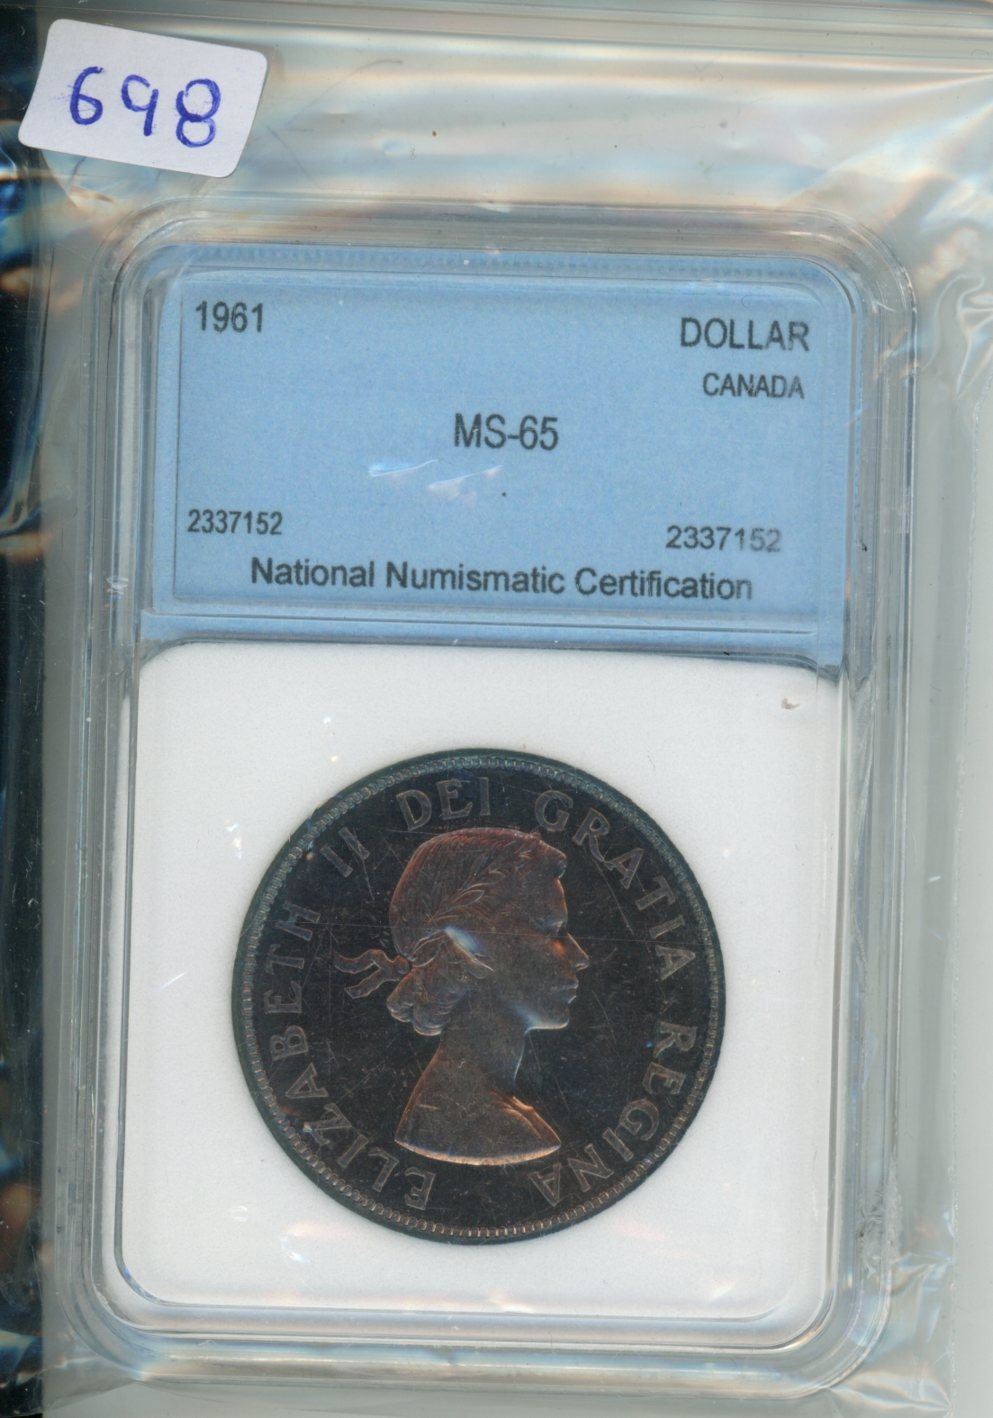 698
1961
DOLLAR
CANADA
MS-65
2337152
2337152
National Numismatic Certification
ELIZABETH II DEI GRATIA REGINA